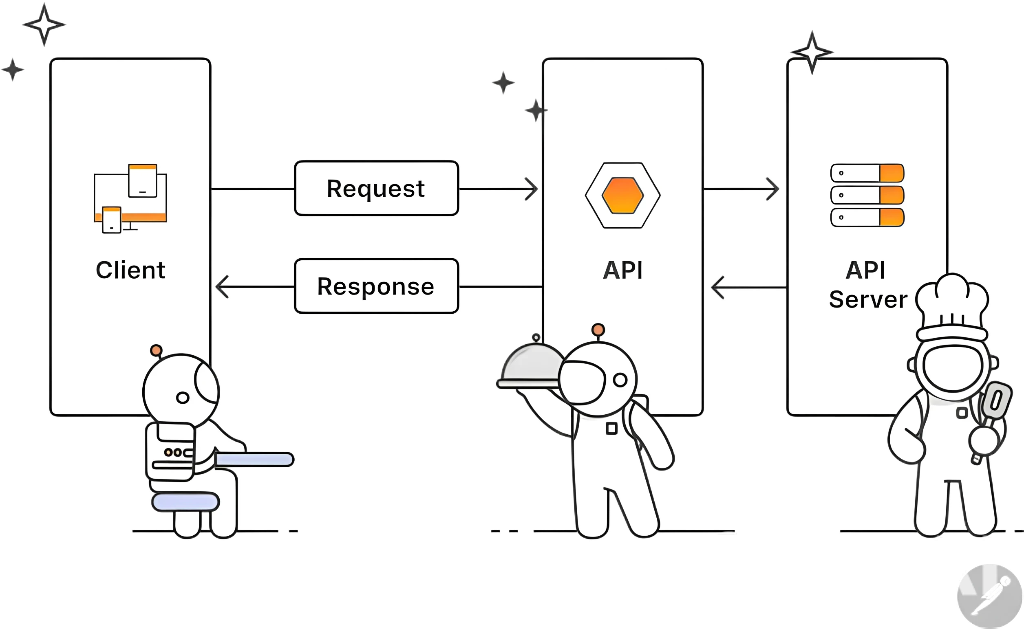 Request
Response
Client
API
API
Server